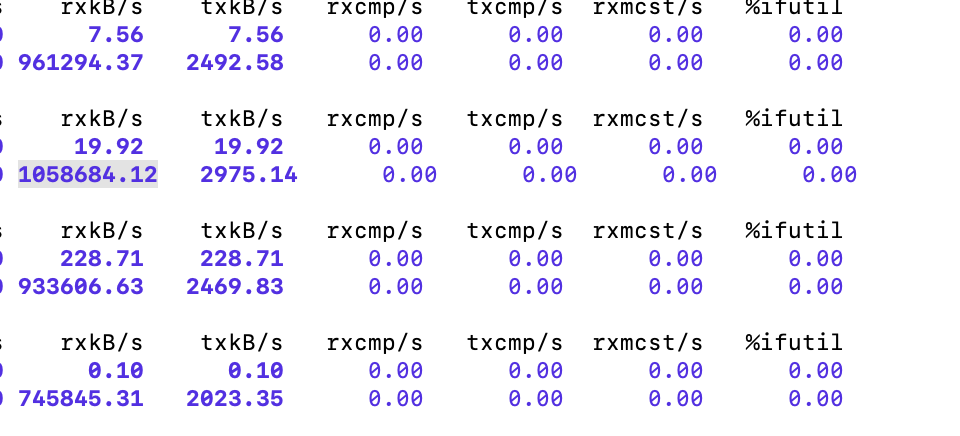 rxkB/s txkB/s rxcmp/s txcmp/s rxmcst/s %ifutil
7.56 7.56 0.00 0.00 0.00 0.00
961294.37 2492.58 0.00 0.00 0.00 0.00
rxkB/s txkB/s rxcmp/s txcmp/s rxmcst/s %ifutil
19.92 19.92 0.00 0.00 0.00 0.00
1058684.12 2975.14 0.00 0.00 0.00 0.00
rxkB/s txkB/s rxcmp/s txcmp/s rxmcst/s %ifutil
228.71 228.71 0.00 0.00 0.00 0.00
933606.63 2469.83 0.00 0.00 0.00 0.00
rxkB/s txkB/s rxcmp/s txcmp/s rxmcst/s %ifutil
0.10 0.10 0.00 0.00 0.00 0.00
745845.31 2023.35 0.00 0.00 0.00 0.00